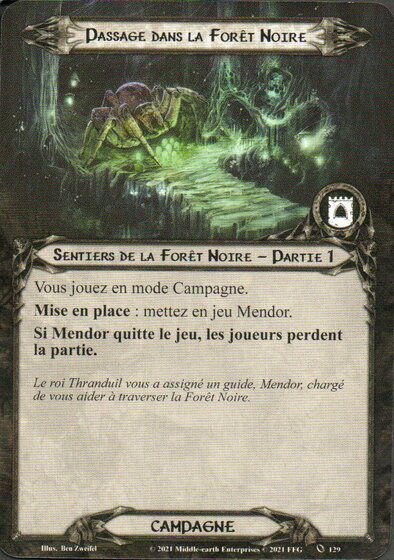 Passage dans la Forêt Noire
Sentiers de la Forêt Noire – Partie 1
Vous jouez en mode Campagne.
Mise en place : mettez en jeu Mendor.
Si Mendor quitte le jeu, les joueurs perdent
la partie.
Le roi Thranduil vous a assigné un guide, Mendor, chargé
de vous aider à traverser la Forêt Noire.
CAMPAGNE
Illus. Ben Zweifel © 2021 Middle-earth Enterprises © 2021 FFG 129